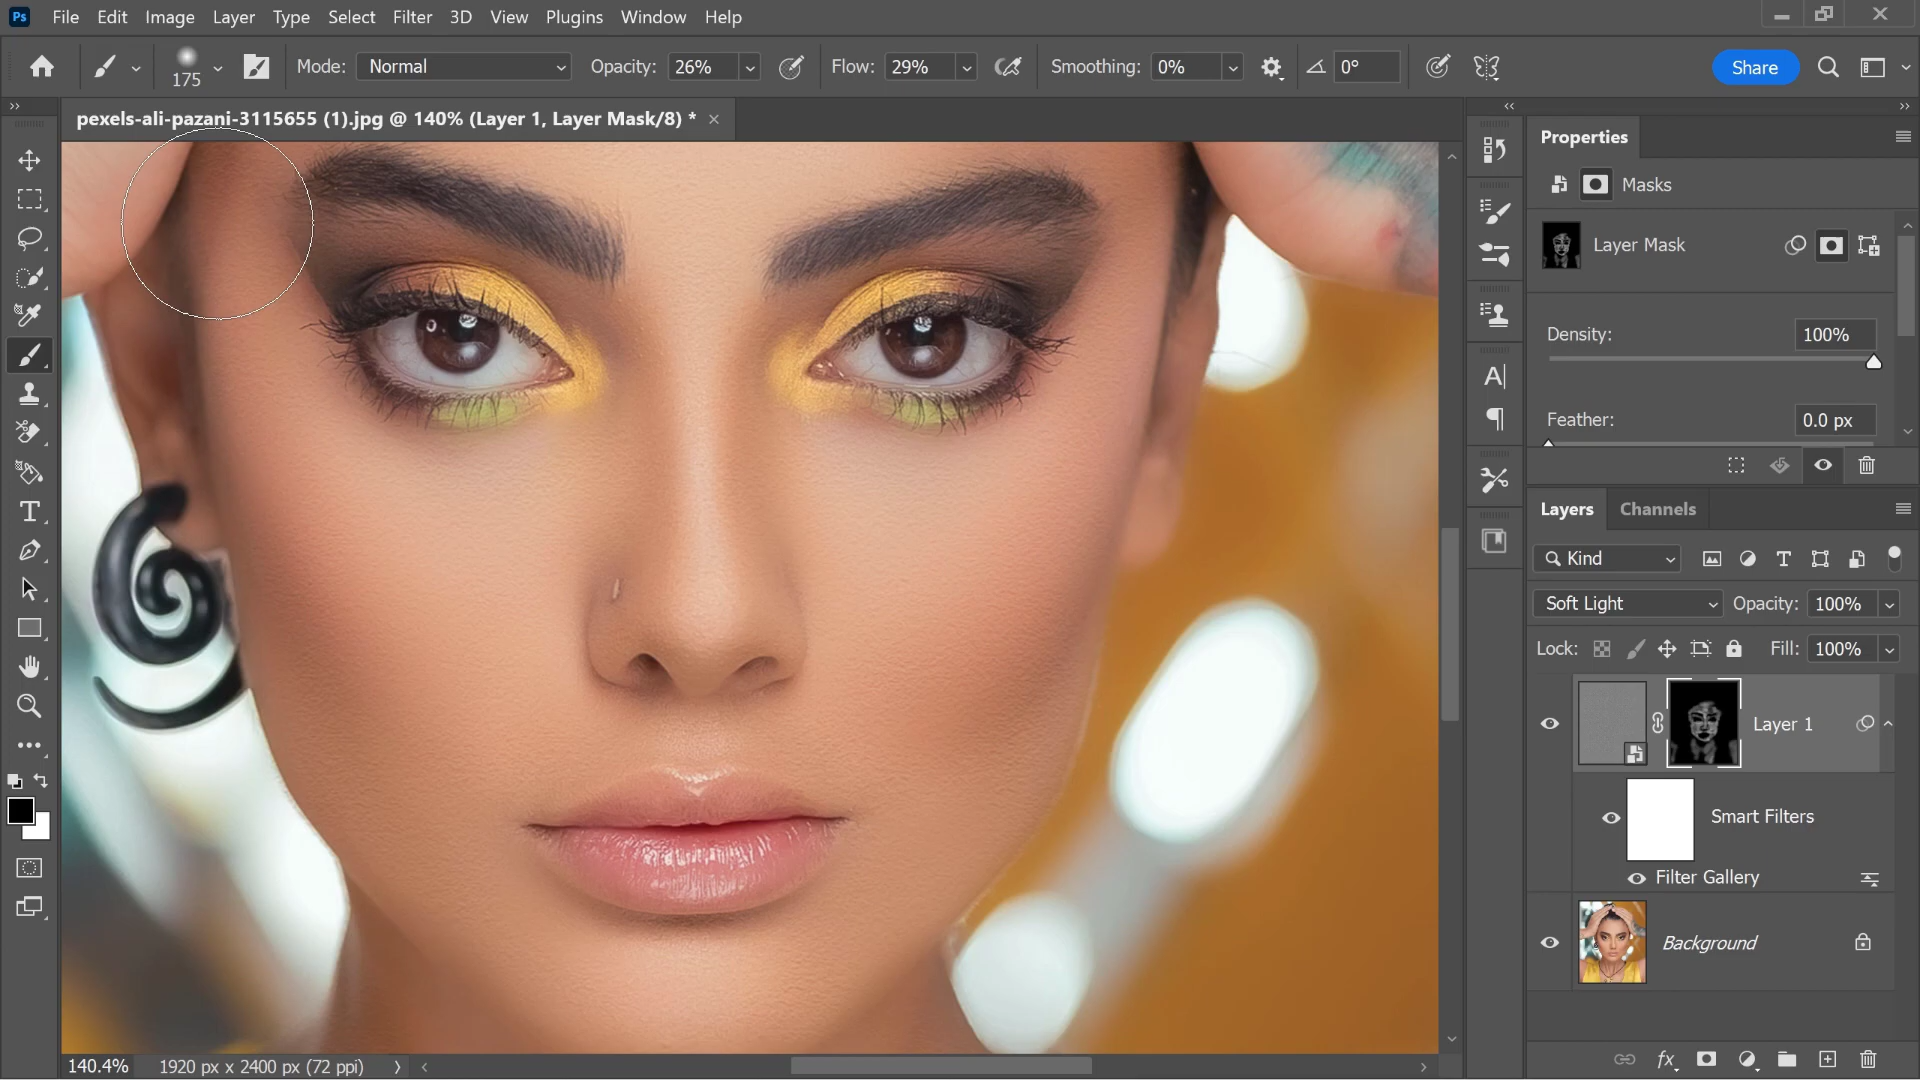 Ps File Edit Image Layer Type Select Filter 3D View Plugins Window Help
175 Mode: Normal Opacity: 26% Flow: 29% Smoothing: 0% 0° Share
pexels-ali-pazani-3115655 (1).jpg @ 140% (Layer 1, Layer Mask/8) * ×
Properties
Masks
Layer Mask
Density: 100%
Feather: 0.0 px
Layers Channels
Kind
Soft Light Opacity: 100%
Lock: Fill: 100%
Layer 1
Smart Filters
Filter Gallery
Background
fx
140.4% 1920 px x 2400 px (72 ppi)